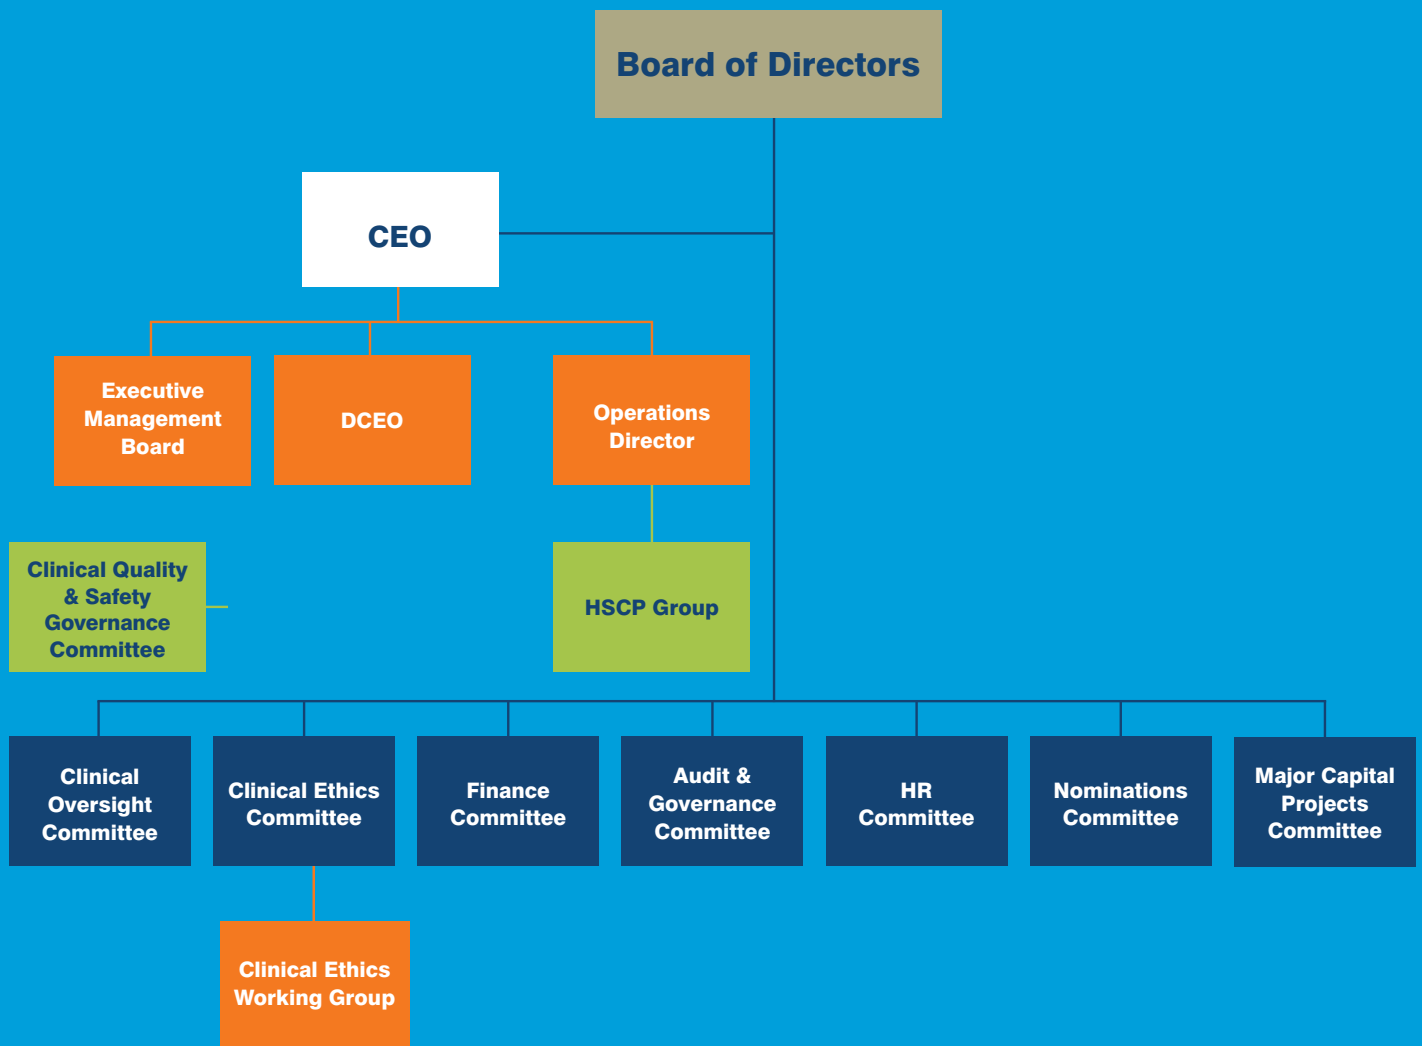 Board of Directors
CEO
Executive
Management
Board
DCEO
Operations
Director
Clinical Quality
& Safety
Governance
Committee
HSCP Group
Clinical
Oversight
Committee
Clinical Ethics
Committee
Finance
Committee
Audit &
Governance
Committee
HR
Committee
Nominations
Committee
Major Capital
Projects
Committee
Clinical Ethics
Working Group